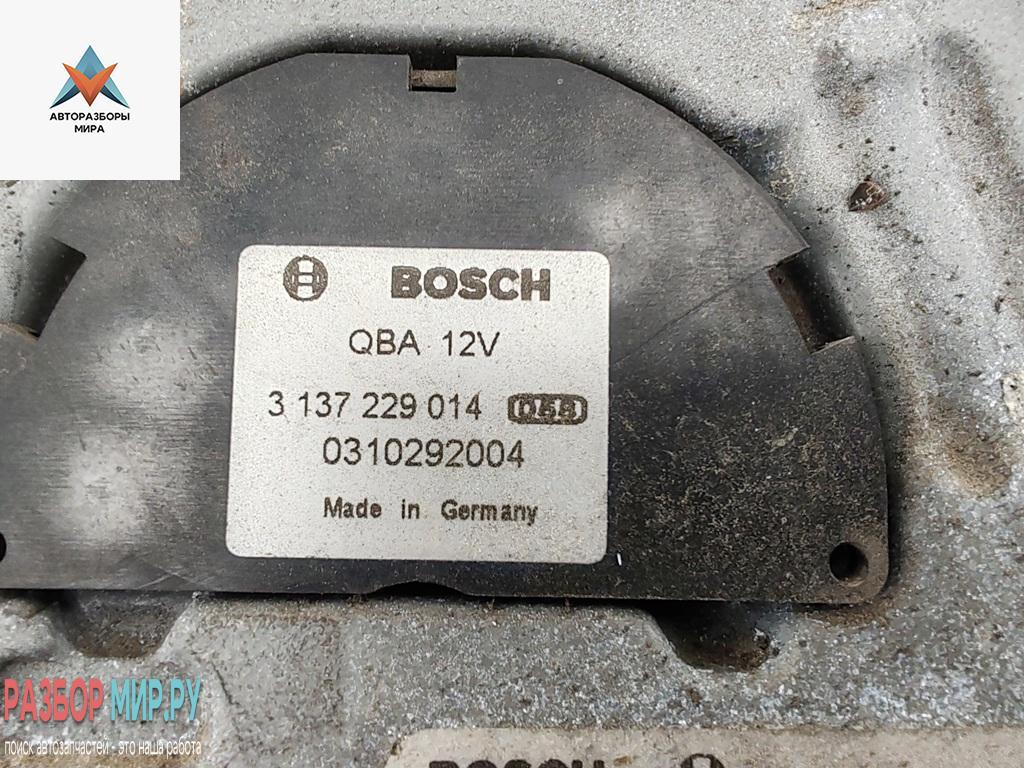 АВТОРАЗБОРЫ
МИРА
BOSCH
QBA 12V
3 137 229 014
0310292004
Made in Germany
РАЗБОР МИР.РУ
поиск автозапчастей - это наша работа
BOSCH